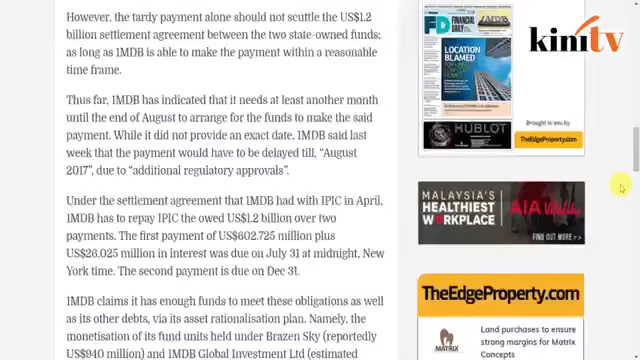 However, the tardy payment alone should not scuttle the US$1.2
billion settlement agreement between the two state-owned funds;
as long as 1MDB is able to make the payment within a reasonable
time frame.
Thus far, 1MDB has indicated that it needs at least another month
until the end of August to arrange for the funds to make the said
payment. While it did not provide an exact date, 1MDB said last
week that the payment would have to be delayed till, "August
2017", due to "additional regulatory approvals".
Under the settlement agreement that 1MDB had with IPIC in April,
1MDB has to repay IPIC the owed US$1.2 billion over two
payments. The first payment of US$602.725 million plus
US$26.025 million in interest was due on July 31 at midnight, New
York time. The second payment is due on Dec 31.
1MDB claims it has enough funds to meet these obligations as well
as its other debts, via its asset rationalisation plan. Namely, the
monetisation of its fund units held under Brazen Sky (reportedly
US$940 million) and 1MDB Global Investment Ltd (estimated
kinitv
FD FINANCIAL DAILY
LOCATION
BLAMED
HUBLOT
Brought to you by
TheEdgeProperty.com
MALAYSIA'S
HEALTHIEST
WORKPLACE
AIA Vitality
FIND OUT MORE >>
TheEdgeProperty.com
MATRIX
Land purchases to ensure
strong margins for Matrix
Concepts